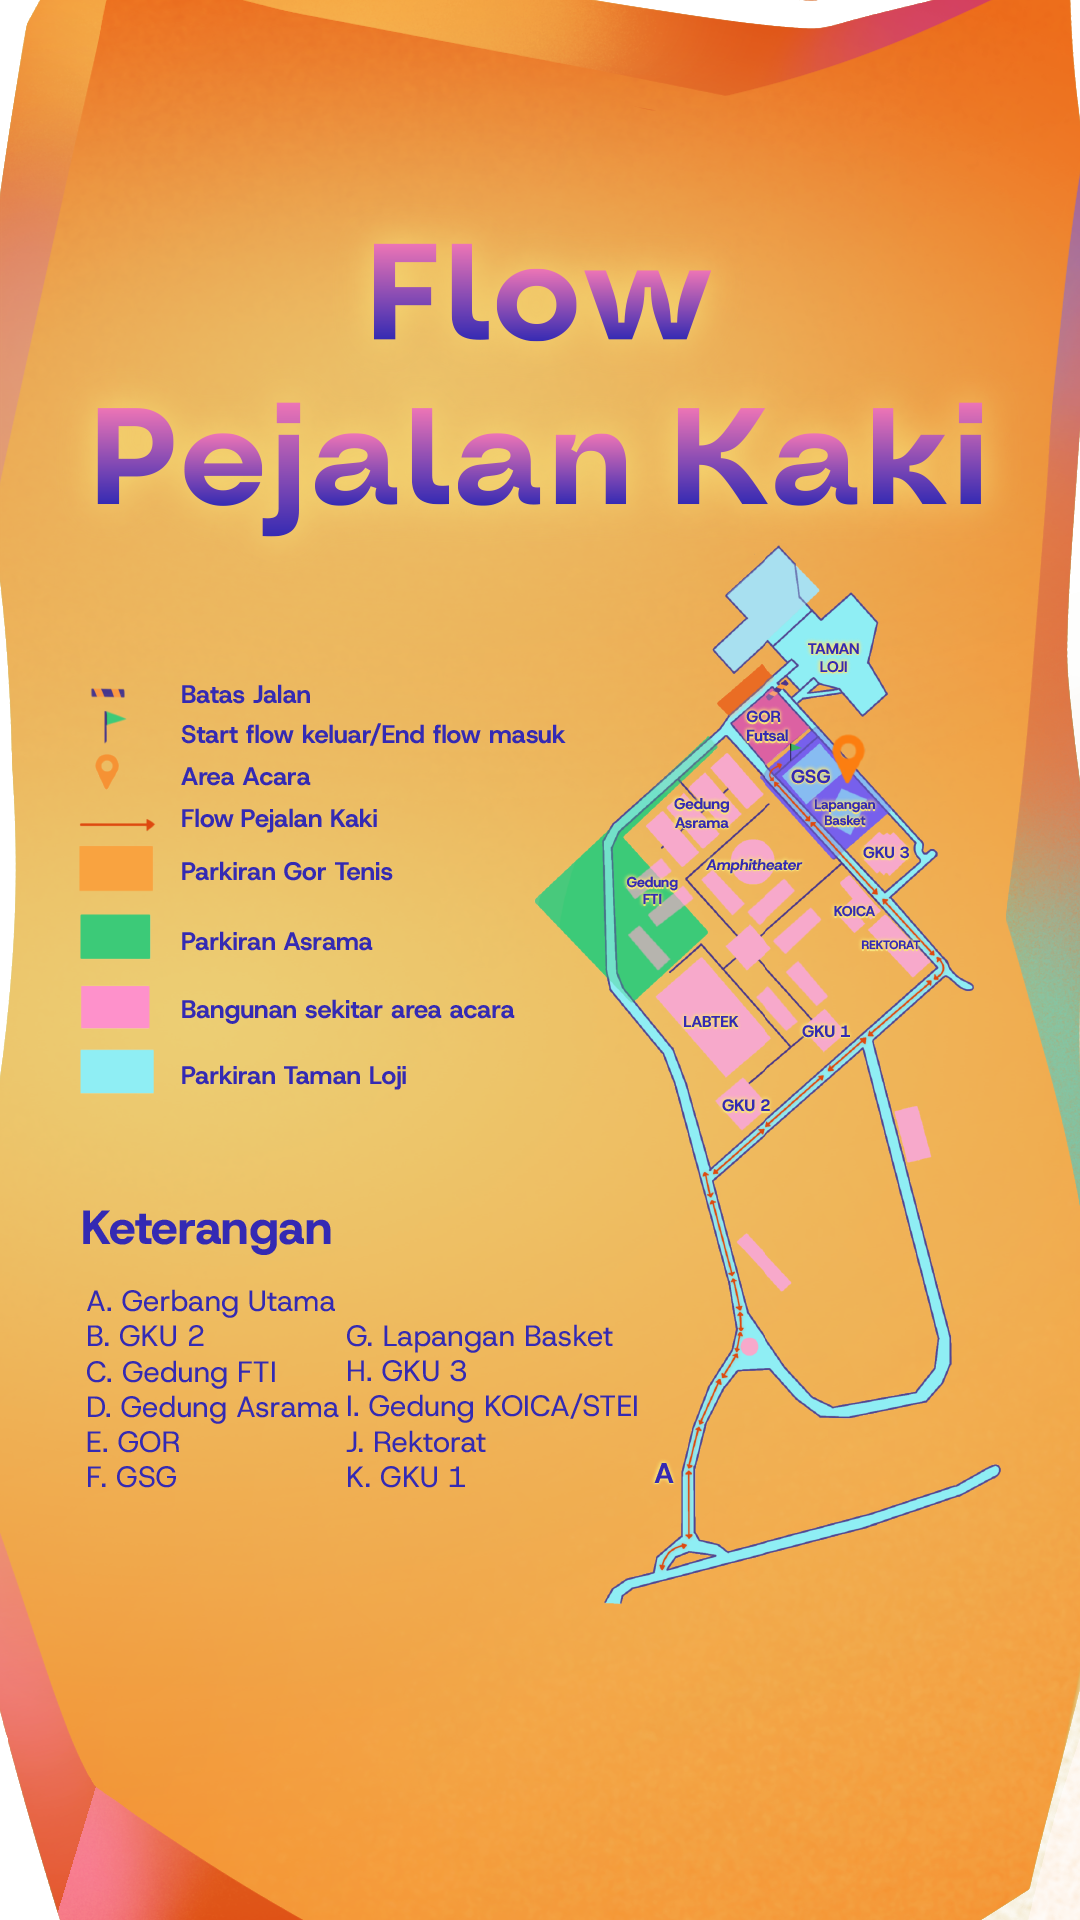 Flow
Pejalan Kaki
Batas Jalan
Start flow keluar/End flow masuk
Area Acara
Flow Pejalan Kaki
Parkiran Gor Tenis
Parkiran Asrama
Bangunan sekitar area acara
Parkiran Taman Loji
TAMAN
LOJI
GOR
Futsal
GSG
Lapangan
Basket
Gedung
Asrama
GKU 3
Amphitheater
Gedung
FTI
KOICA
REKTORAT
LABTEK
GKU 1
GKU 2
A
Keterangan
A. Gerbang Utama
B. GKU 2
C. Gedung FTI
D. Gedung Asrama
E. GOR
F. GSG
G. Lapangan Basket
H. GKU 3
I. Gedung KOICA/STEI
J. Rektorat
K. GKU 1